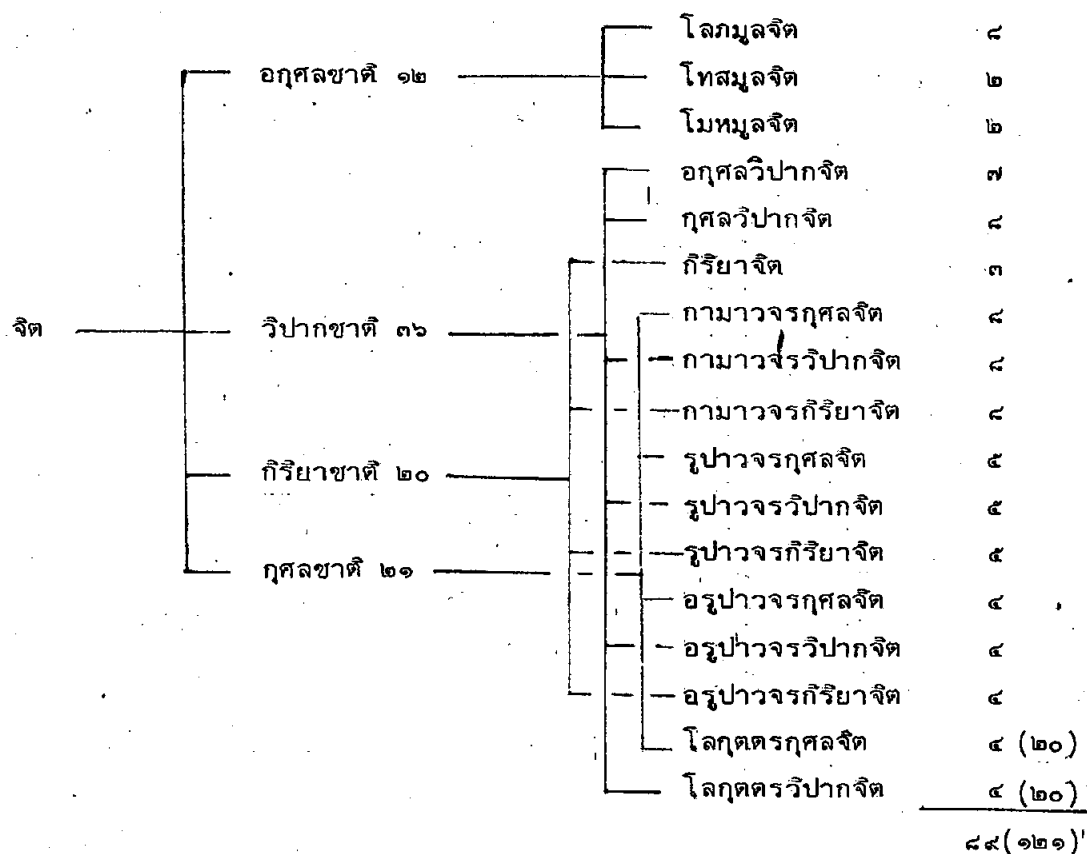 โลภมูลจิต ๘
อกุศลชาติ ๑๒
โทสมูลจิต ๒
โมหมูลจิต ๒
อกุศลวิปากจิต ๗
กุศลวิปากจิต ๘
กิริยาจิต ๓
กามาวจรกุศลจิต ๘
จิต
วิปากชาติ ๓๖
กามาวจรวิปากจิต ๘
กามาวจรกิริยาจิต ๘
รูปาวจรกุศลจิต ๕
กิริยาชาติ ๒๐
รูปาวจรวิปากจิต ๕
รูปาวจรกิริยาจิต ๕
กุศลชาติ ๒๑
อรูปาวจรกุศลจิต ๔
อรูปาวจรวิปากจิต ๔
อรูปาวจรกิริยาจิต ๔
โลกุตตรกุศลจิต ๔ (๒๐)
โลกุตตรวิปากจิต ๔ (๒๐)
๘๙(๑๒๑)